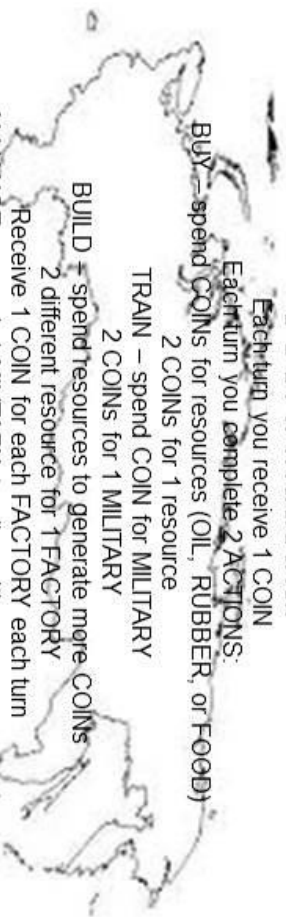 Each turn you receive 1 COIN
Each turn you complete 2 ACTIONS:
BUY – spend COINs for resources (OIL, RUBBER, or FOOD)
2 COINs for 1 resource
TRAIN – spend COIN for MILITARY
2 COINs for 1 MILITARY
BUILD – spend resources to generate more COINs
2 different resource for 1 FACTORY
Receive 1 COIN for each FACTORY each turn